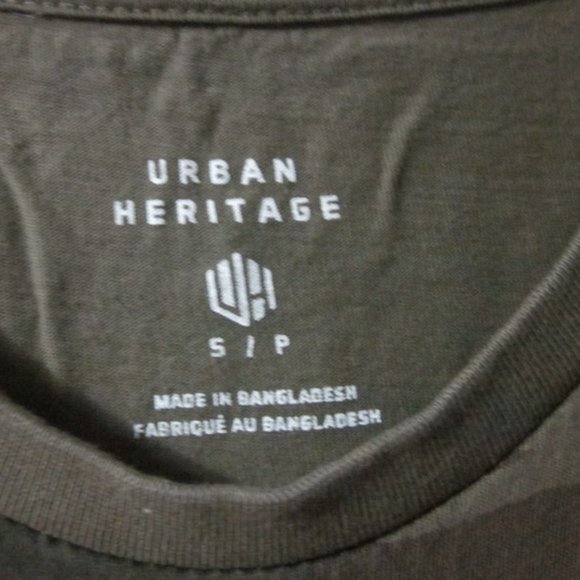 URBAN
HERITAGE
S / P
MADE IN BANGLADESH
FABRIQUÉ AU BANGLADESH